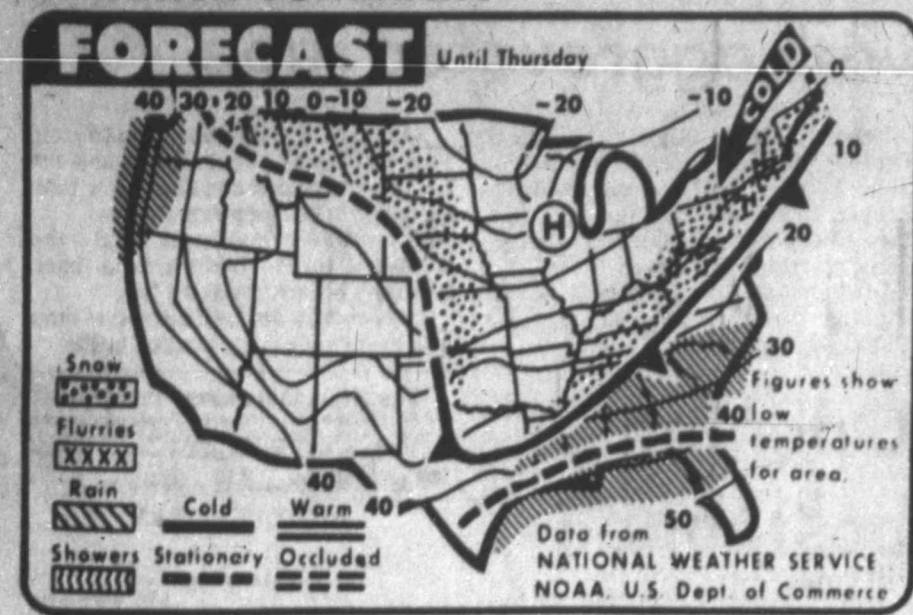 FORECAST
Until Thursday
COLD
40 30 20 10 0 -10 -20 -20 -10 0
10
H
20
30
Snow
Figures show
40 low
Flurries
temperatures
XXXX
for area.
Rain
40
40
Cold
Warm
50
Data from
Showers
Stationary
Occluded
NATIONAL WEATHER SERVICE
NOAA, U.S. Dept. of Commerce